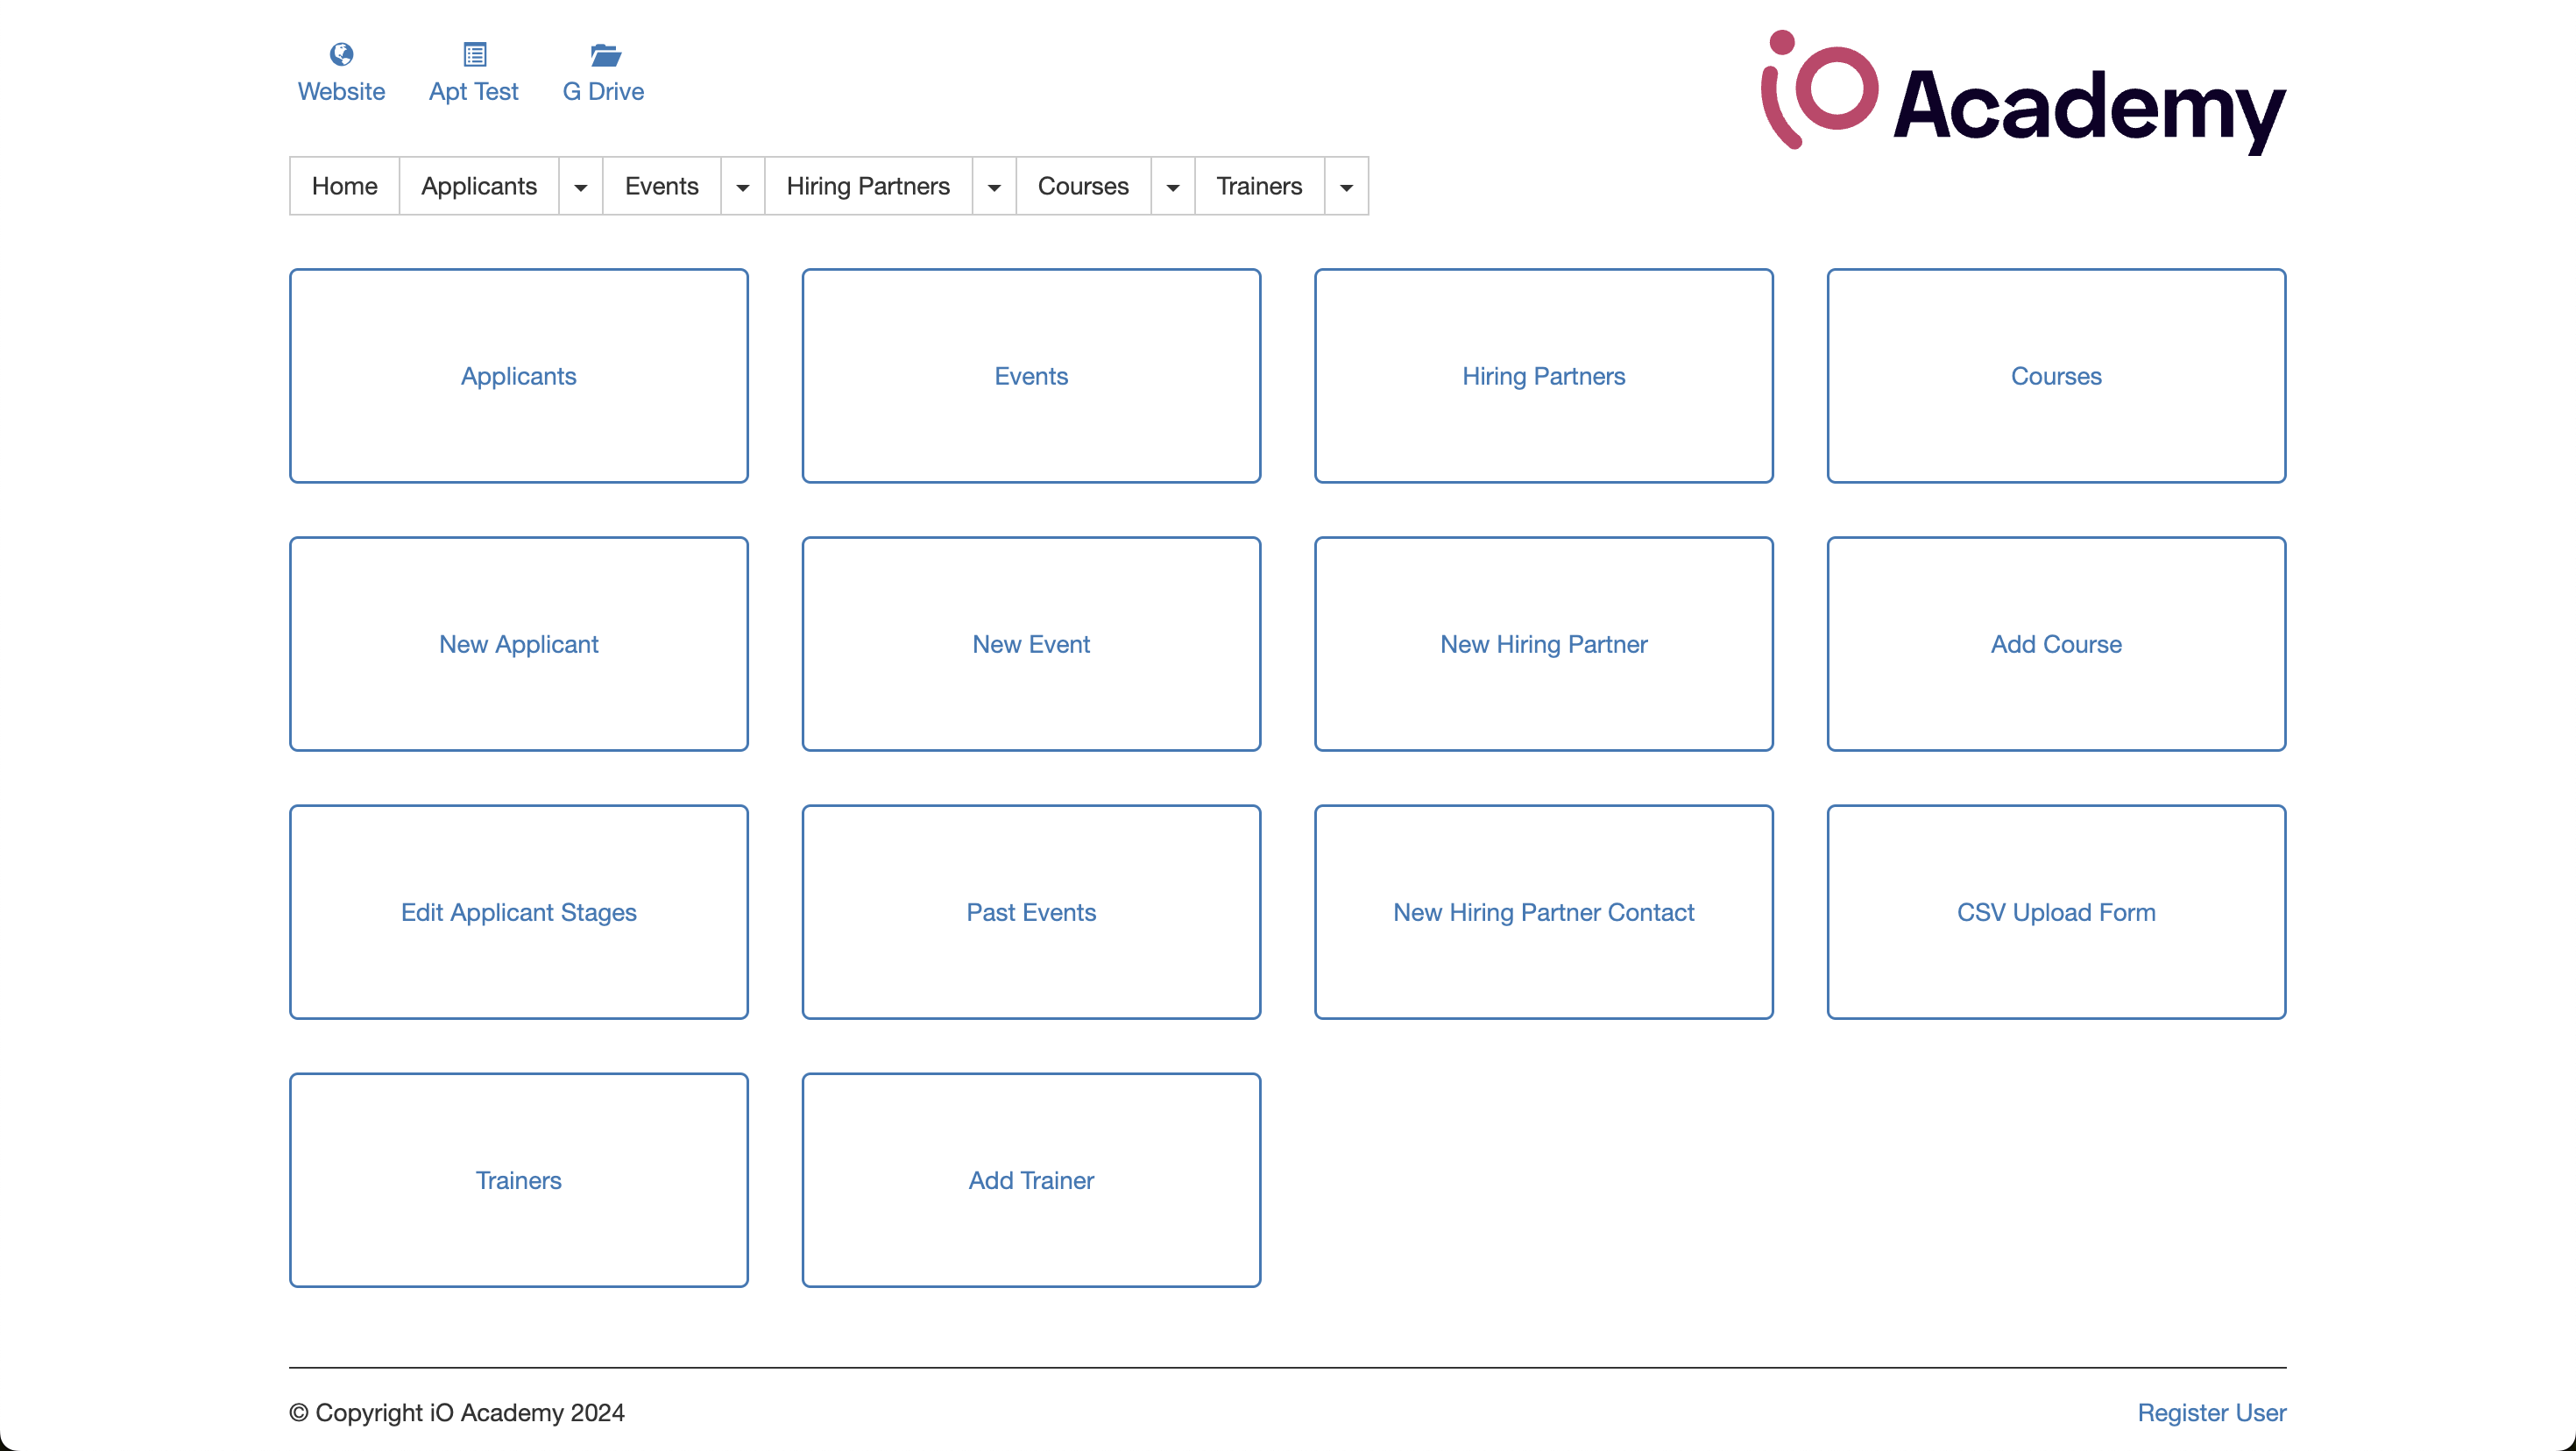 Website Apt Test G Drive
iO Academy
Home Applicants Events Hiring Partners Courses Trainers
Applicants Events Hiring Partners Courses
New Applicant New Event New Hiring Partner Add Course
Edit Applicant Stages Past Events New Hiring Partner Contact CSV Upload Form
Trainers Add Trainer
© Copyright iO Academy 2024 Register User